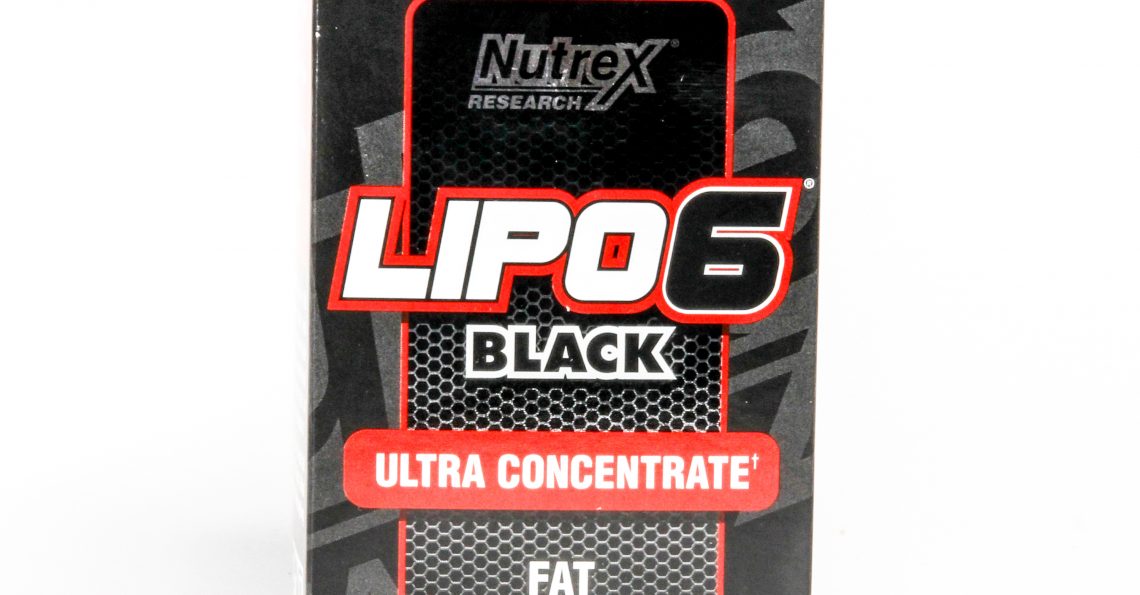 Nutrex®
RESEARCH
LIPO6®
BLACK
ULTRA CONCENTRATE†
FAT